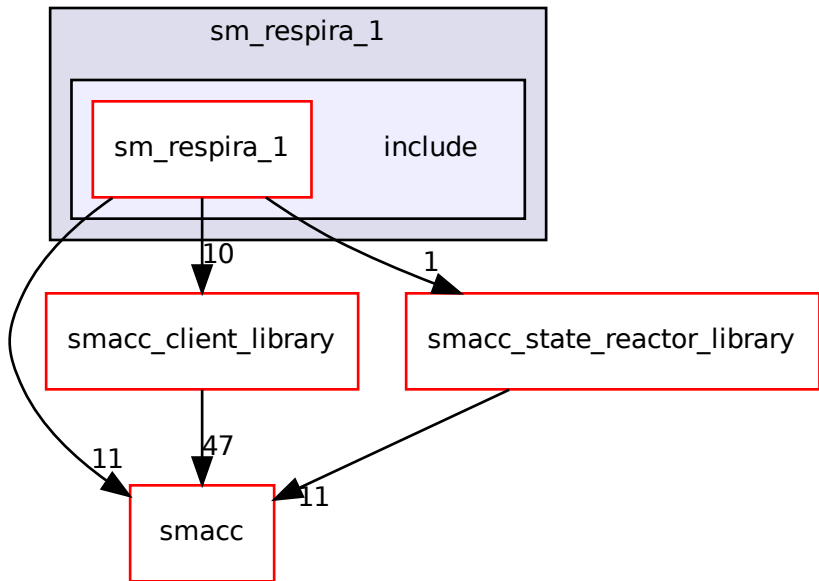 sm_respira_1
sm_respira_1
include
10
1
smacc_client_library
smacc_state_reactor_library
11
47
11
smacc